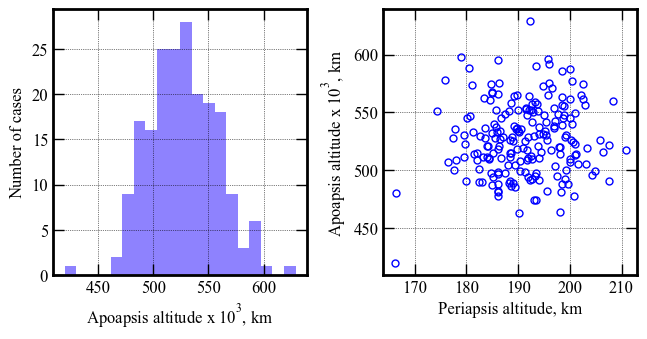 Number of cases
25
20
15
10
5
0
450 500 550 600
Apoapsis altitude x 10³, km
Apoapsis altitude x 10³, km
600
550
500
450
170 180 190 200 210
Periapsis altitude, km